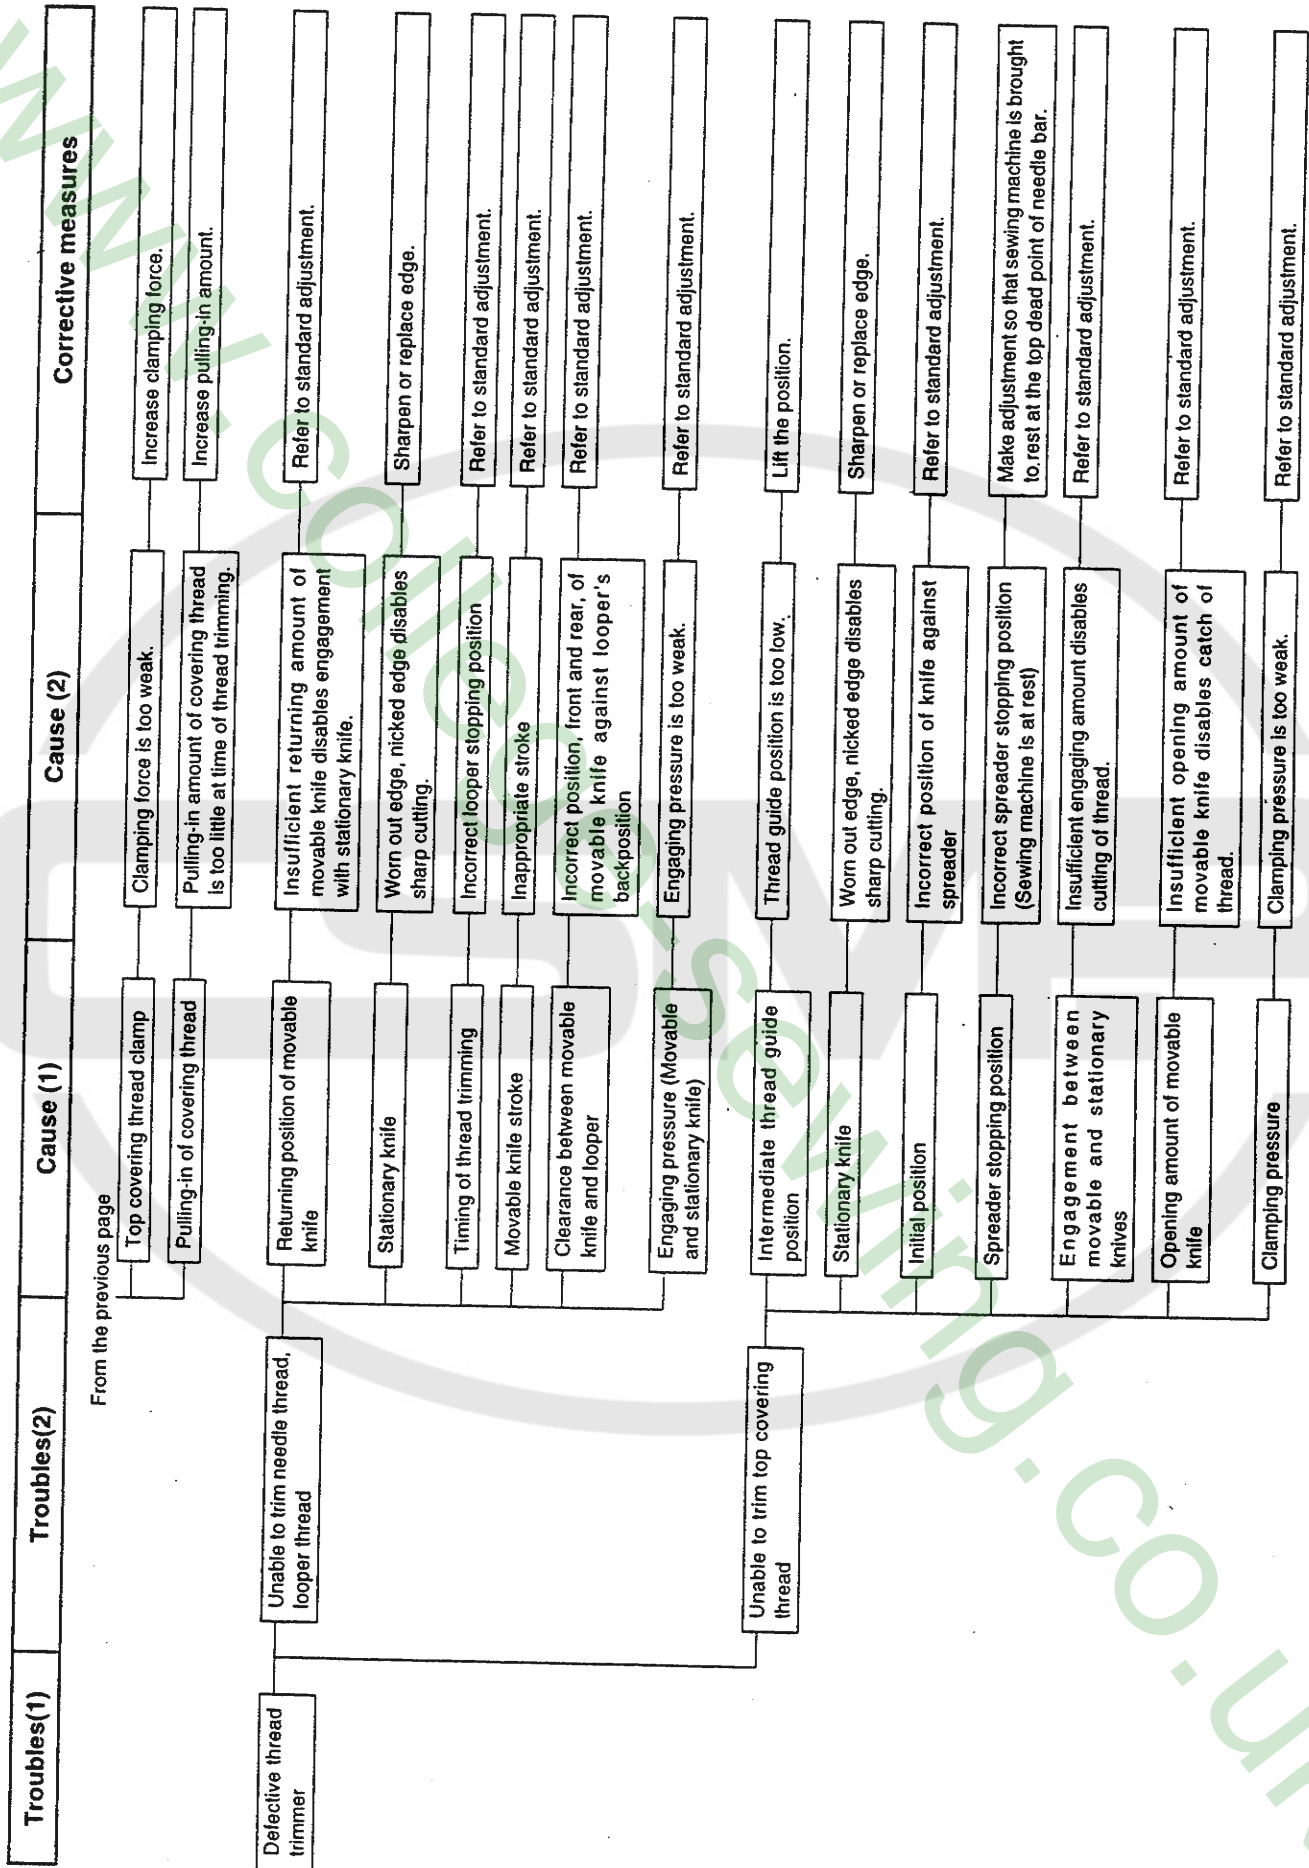 Troubles(1)
Troubles(2)
Cause (1)
Cause (2)
Corrective measures
From the previous page
Top covering thread clamp
Clamping force is too weak.
Increase clamping force.
Pulling-in of covering thread
Pulling-in amount of covering thread
is too little at time of thread trimming.
Increase pulling-in amount.
Defective thread
trimmer
Unable to trim needle thread,
looper thread
Returning position of movable
knife
Insufficient returning amount of
movable knife disables engagement
with stationary knife.
Refer to standard adjustment.
Stationary knife
Worn out edge, nicked edge disables
sharp cutting.
Sharpen or replace edge.
Timing of thread trimming
Incorrect looper stopping position
Refer to standard adjustment.
Movable knife stroke
Inappropriate stroke
Refer to standard adjustment.
Clearance between movable
knife and looper
Incorrect position, front and rear, of
movable knife against looper's
backposition
Refer to standard adjustment.
Engaging pressure (Movable
and stationary knife)
Engaging pressure is too weak.
Refer to standard adjustment.
Unable to trim top covering
thread
Intermediate thread guide
position
Thread guide position is too low.
Lift the position.
Stationary knife
Worn out edge, nicked edge disables
sharp cutting.
Sharpen or replace edge.
Initial position
Incorrect position of knife against
spreader
Refer to standard adjustment.
Spreader stopping position
Incorrect spreader stopping position
(Sewing machine is at rest)
Make adjustment so that sewing machine is brought
to rest at the top dead point of needle bar.
Engagement between
movable and stationary
knives
Insufficient engaging amount disables
cutting of thread.
Refer to standard adjustment.
Opening amount of movable
knife
Insufficient opening amount of
movable knife disables catch of
thread.
Refer to standard adjustment.
Clamping pressure
Clamping pressure is too weak.
Refer to standard adjustment.
www.college-sewing.co.uk